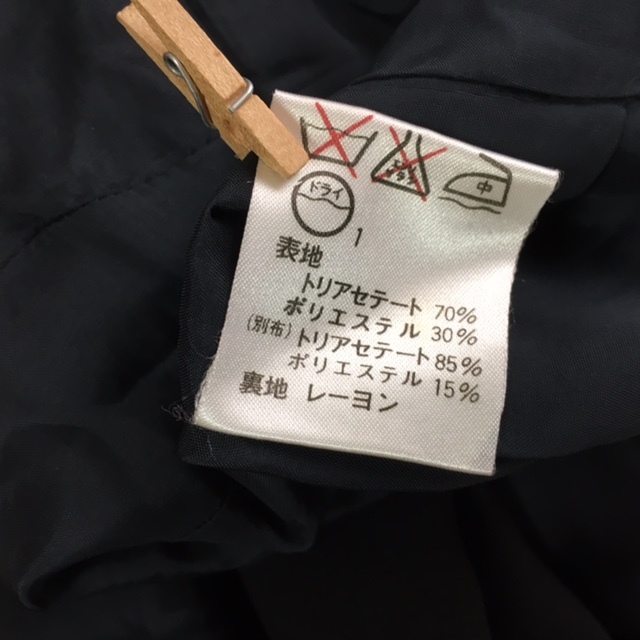 中
ドライ
1
表地
トリアセテート 70%
ポリエステル 30%
(別布)トリアセテート 85%
ポリエステル 15%
裏地 レーヨン